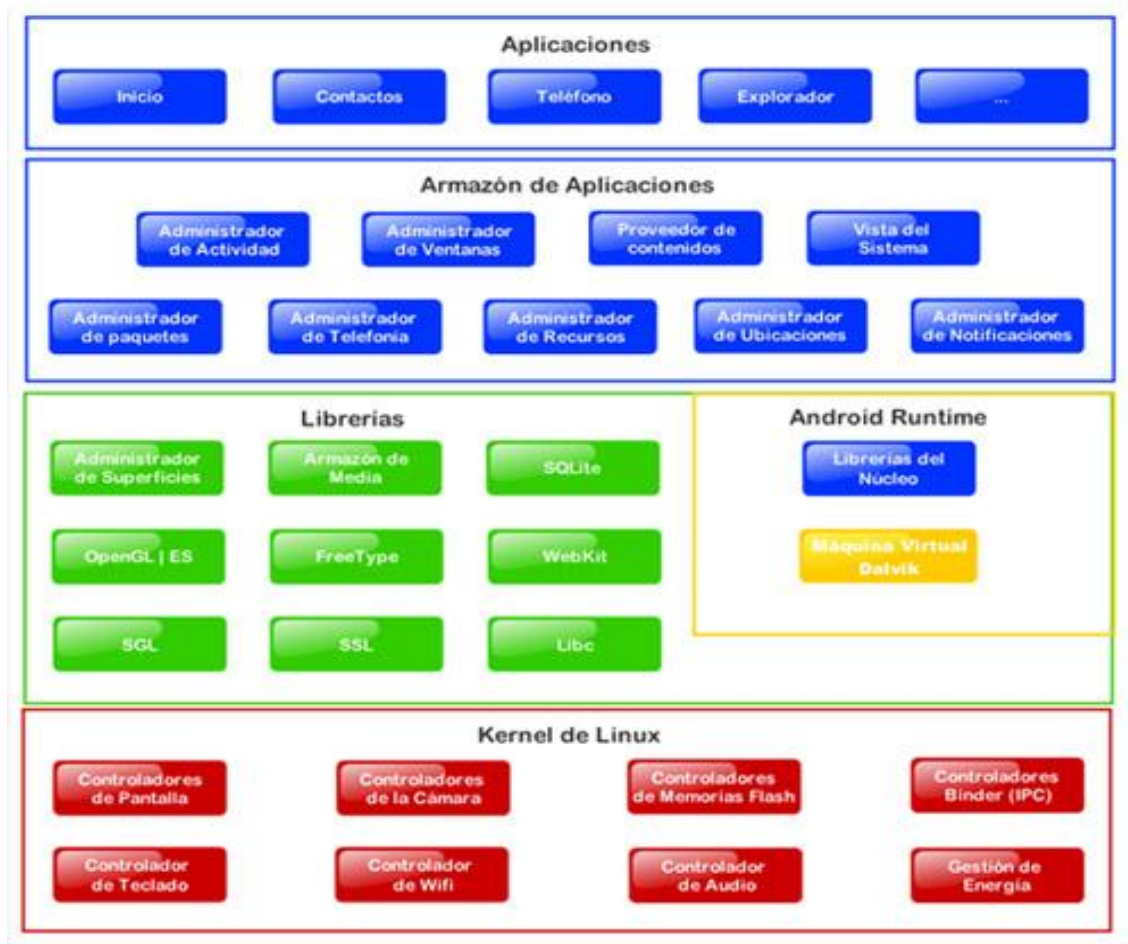 Aplicaciones
Inicio
Contactos
Teléfono
Explorador
...
Armazón de Aplicaciones
Administrador
de Actividad
Administrador
de Ventanas
Proveedor de
contenidos
Vista del
Sistema
Administrador
de paquetes
Administrador
de Telefonía
Administrador
de Recursos
Administrador
de Ubicaciones
Administrador
de Notificaciones
Librerías
Administrador
de Superficies
Armazón de
Media
SQLite
OpenGL | ES
FreeType
WebKit
SGL
SSL
Libc
Android Runtime
Librerías del
Núcleo
Máquina Virtual
Dalvik
Kernel de Linux
Controladores
de Pantalla
Controladores
de la Cámara
Controladores
de Memorias Flash
Controladores
Binder (IPC)
Controlador
de Teclado
Controlador
de Wifi
Controlador
de Audio
Gestión de
Energía